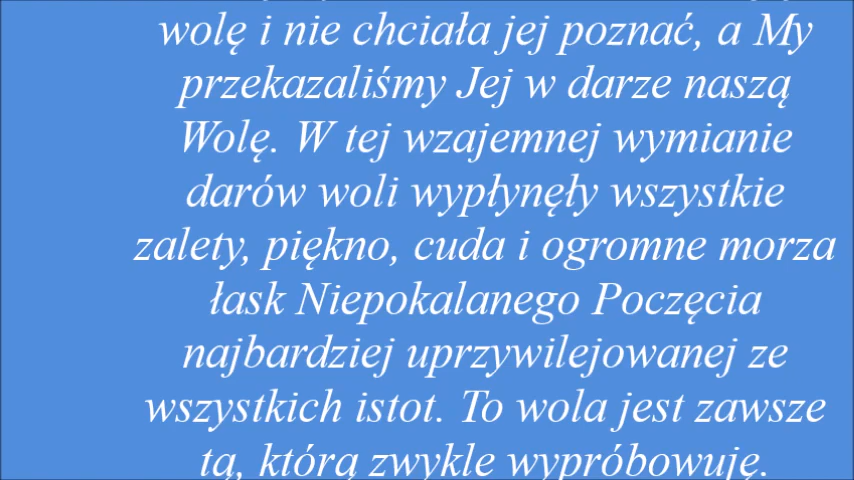 wolę i nie chciała jej poznać, a My
przekazaliśmy Jej w darze naszą
Wolę. W tej wzajemnej wymianie
darów woli wypłynęły wszystkie
zalety, piękno, cuda i ogromne morza
łask Niepokalanego Poczęcia
najbardziej uprzywilejowanej ze
wszystkich istot. To wola jest zawsze
tą, którą zwykle wypróbowuję.